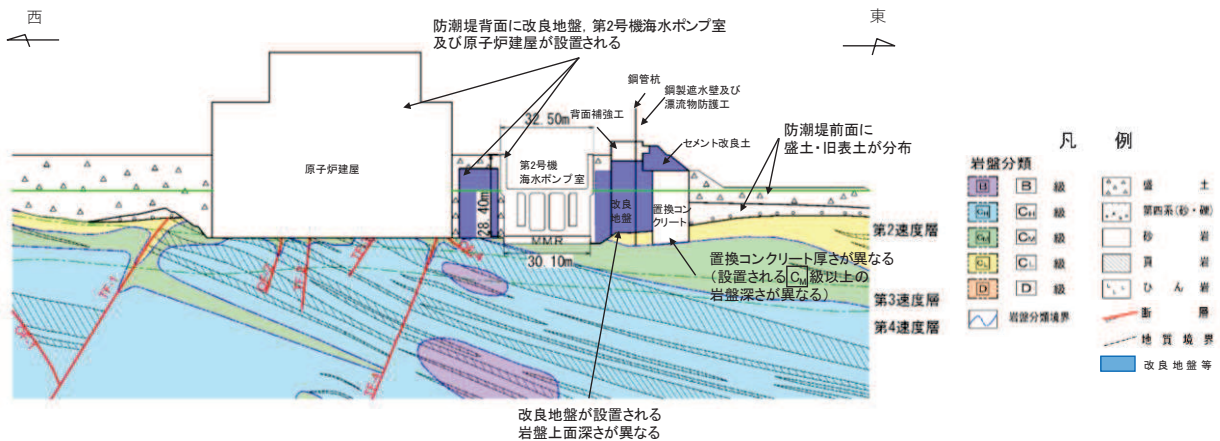 西
東
防潮堤背面に改良地盤，第2号機海水ポンプ室
及び原子炉建屋が設置される
鋼管杭
鋼製遮水壁及び
漂流物防護工
背面補強工
32.50m
セメント改良土
防潮堤前面に
盛土・旧表土が分布
原子炉建屋
第2号機
海水ポンプ室
28.40m
改良
地盤
置換コン
クリート
MMR
30.10m
第2速度層
置換コンクリート厚さが異なる
（設置されるCM級以上の
岩盤深さが異なる）
第3速度層
第4速度層
TF-1
TF-4
改良地盤が設置される
岩盤上面深さが異なる
凡 例
岩盤分類
B B 級
CH CH 級
CM CM 級
CL CL 級
D D 級
岩盤分類境界
盛 土
第四系(砂・礫)
砂 岩
頁 岩
ひ ん 岩
断 層
地 質 境 界
改 良 地 盤 等